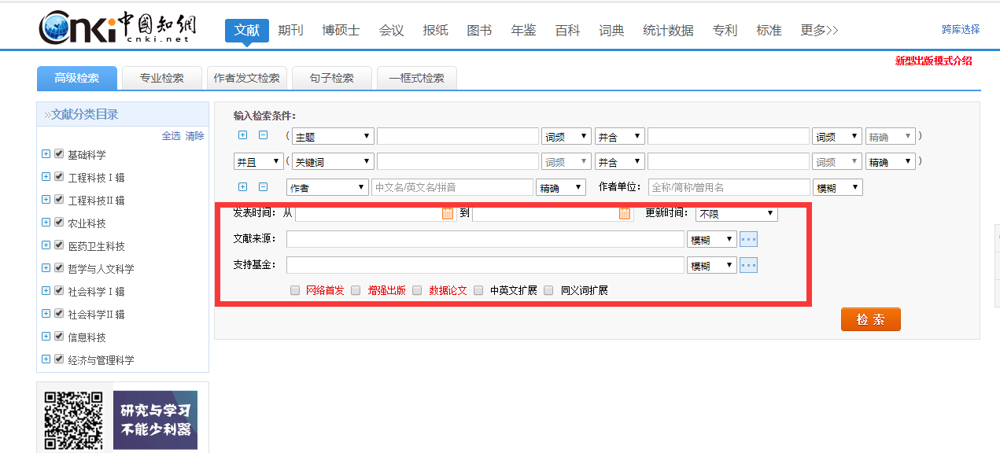 Cnki 中國知網
cnki.net
文献 期刊 博硕士 会议 报纸 图书 年鉴 百科 词典 统计数据 专利 标准 更多>> 跨库选择
新型出版模式介绍
高级检索 专业检索 作者发文检索 句子检索 一框式检索
»文献分类目录
全选 清除
基础科学
工程科技Ⅰ辑
工程科技II辑
农业科技
医药卫生科技
哲学与人文科学
社会科学Ⅰ辑
社会科学II辑
信息科技
经济与管理科学
研究与学习
不能少利器
输入检索条件：
( 主题 词频 并含 词频 精确 )
并且 ( 关键词 词频 并含 词频 精确 )
作者 中文名/英文名/拼音 精确 作者单位： 全称/简称/曾用名 模糊
发表时间： 从 到 更新时间： 不限
文献来源： 模糊 ...
支持基金： 模糊 ...
网络首发 增强出版 数据论文 中英文扩展 同义词扩展
检 索